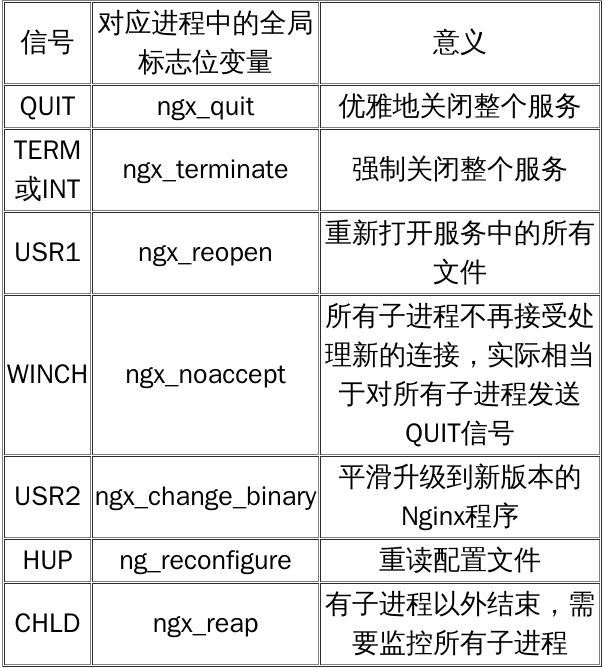 信号
对应进程中的全局
标志位变量
意义
QUIT
ngx_quit
优雅地关闭整个服务
TERM
或INT
ngx_terminate
强制关闭整个服务
USR1
ngx_reopen
重新打开服务中的所有
文件
WINCH
ngx_noaccept
所有子进程不再接受处
理新的连接，实际相当
于对所有子进程发送
QUIT信号
USR2
ngx_change_binary
平滑升级到新版本的
Nginx程序
HUP
ng_reconfigure
重读配置文件
CHLD
ngx_reap
有子进程以外结束，需
要监控所有子进程